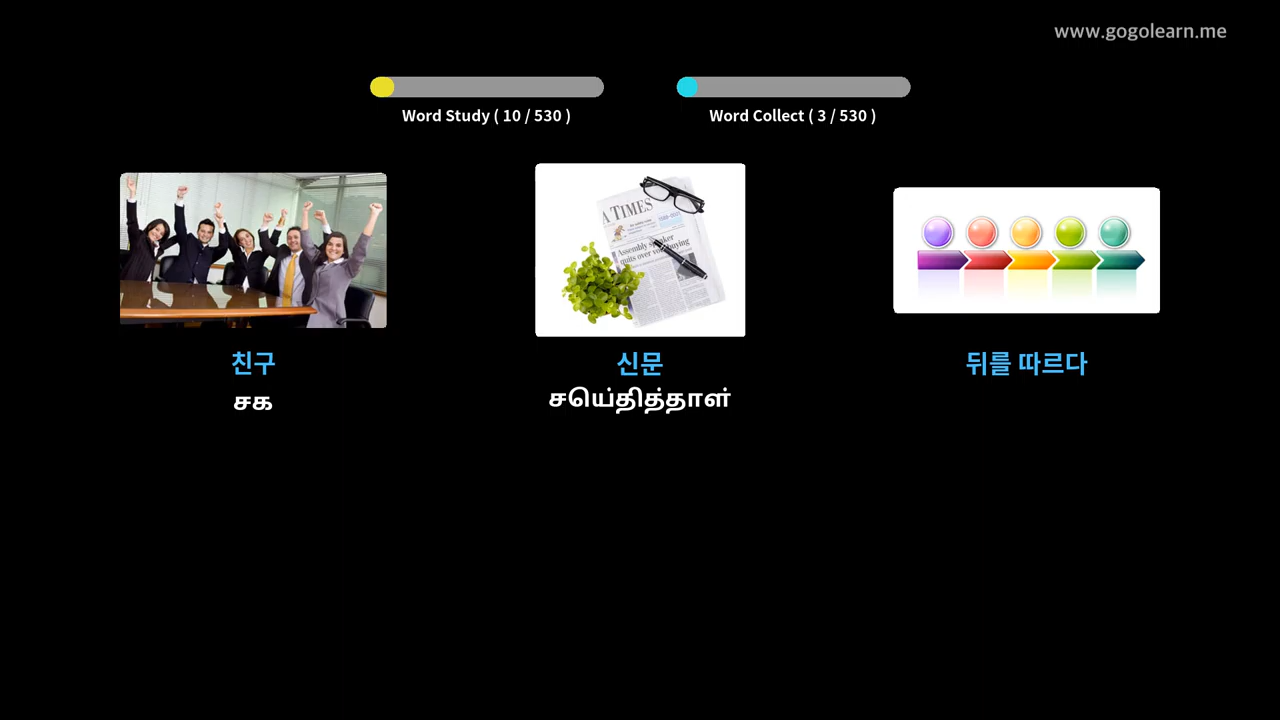 www.gogolearn.me
Word Study ( 10 / 530 )
Word Collect ( 3 / 530 )
A TIMES
친구
신문
뒤를 따르다
சக
செய்தித்தாள்